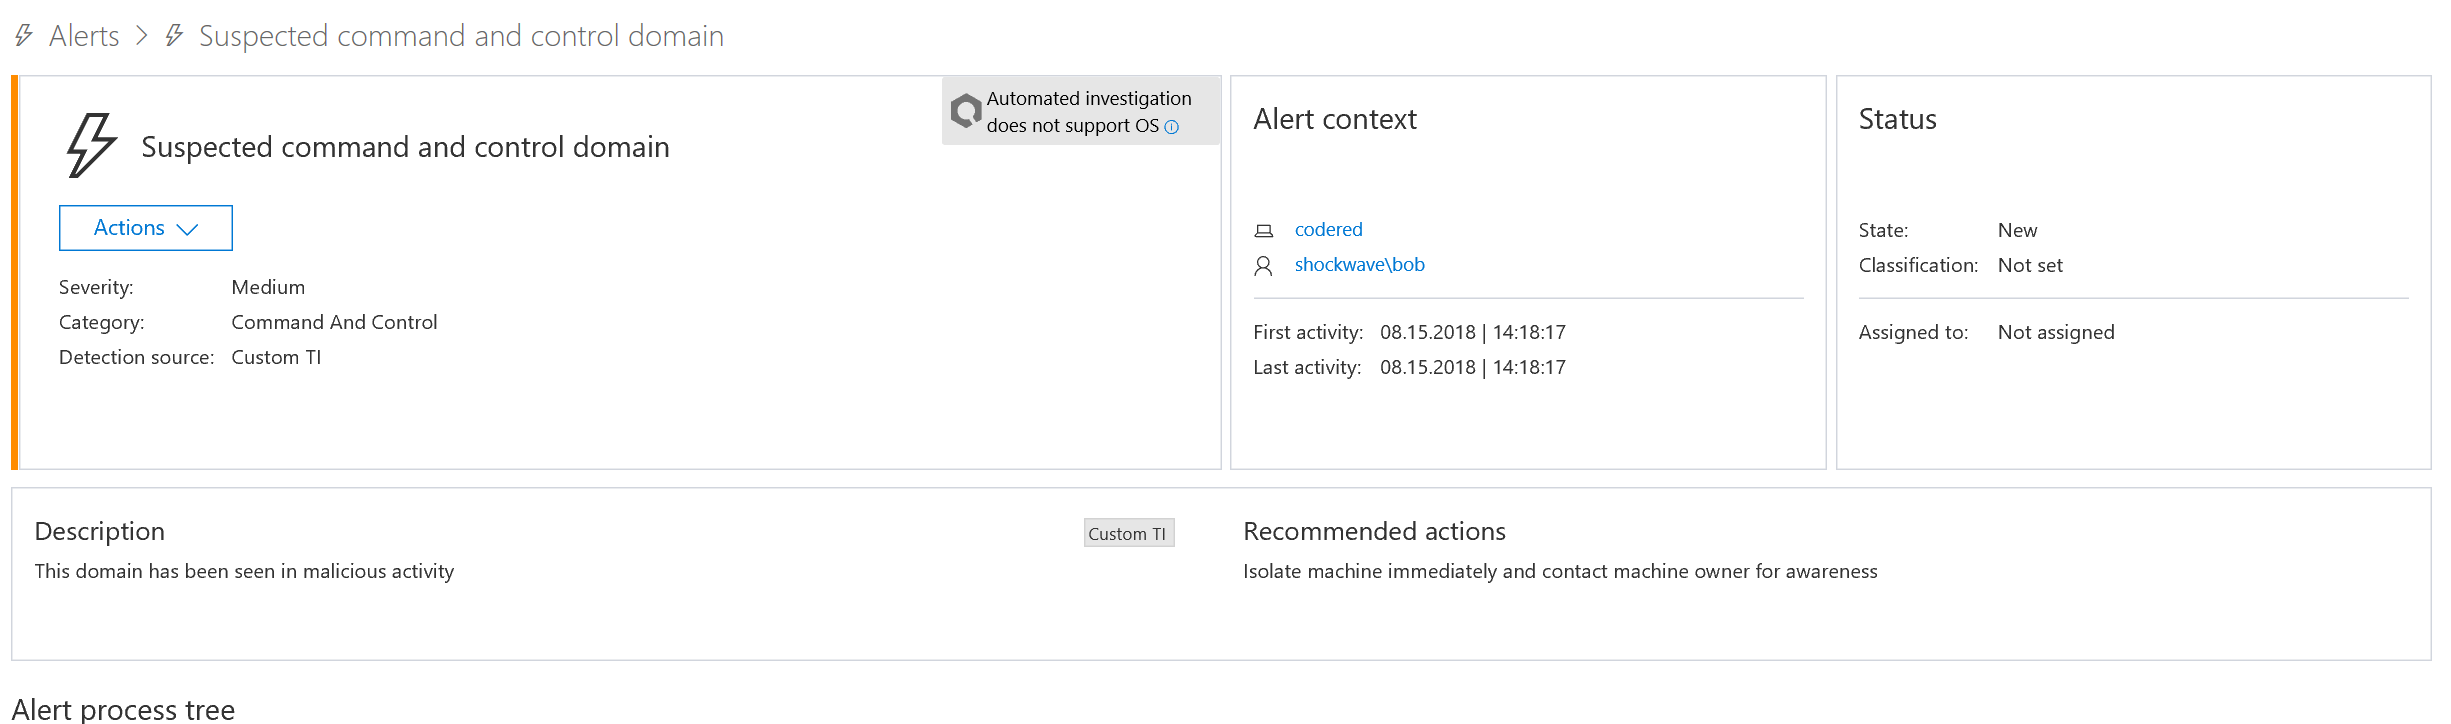 Alerts > Suspected command and control domain
Suspected command and control domain
Automated investigation
does not support OS
Actions
Severity: Medium
Category: Command And Control
Detection source: Custom TI
Alert context
codered
shockwave\bob
First activity: 08.15.2018 | 14:18:17
Last activity: 08.15.2018 | 14:18:17
Status
State: New
Classification: Not set
Assigned to: Not assigned
Description
Custom TI
This domain has been seen in malicious activity
Recommended actions
Isolate machine immediately and contact machine owner for awareness
Alert process tree